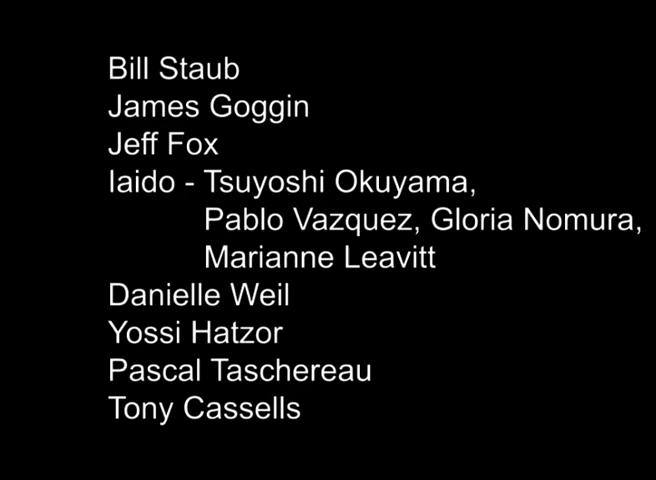 Bill Staub
James Goggin
Jeff Fox
Iaido - Tsuyoshi Okuyama,
Pablo Vazquez, Gloria Nomura,
Marianne Leavitt
Danielle Weil
Yossi Hatzor
Pascal Taschereau
Tony Cassells